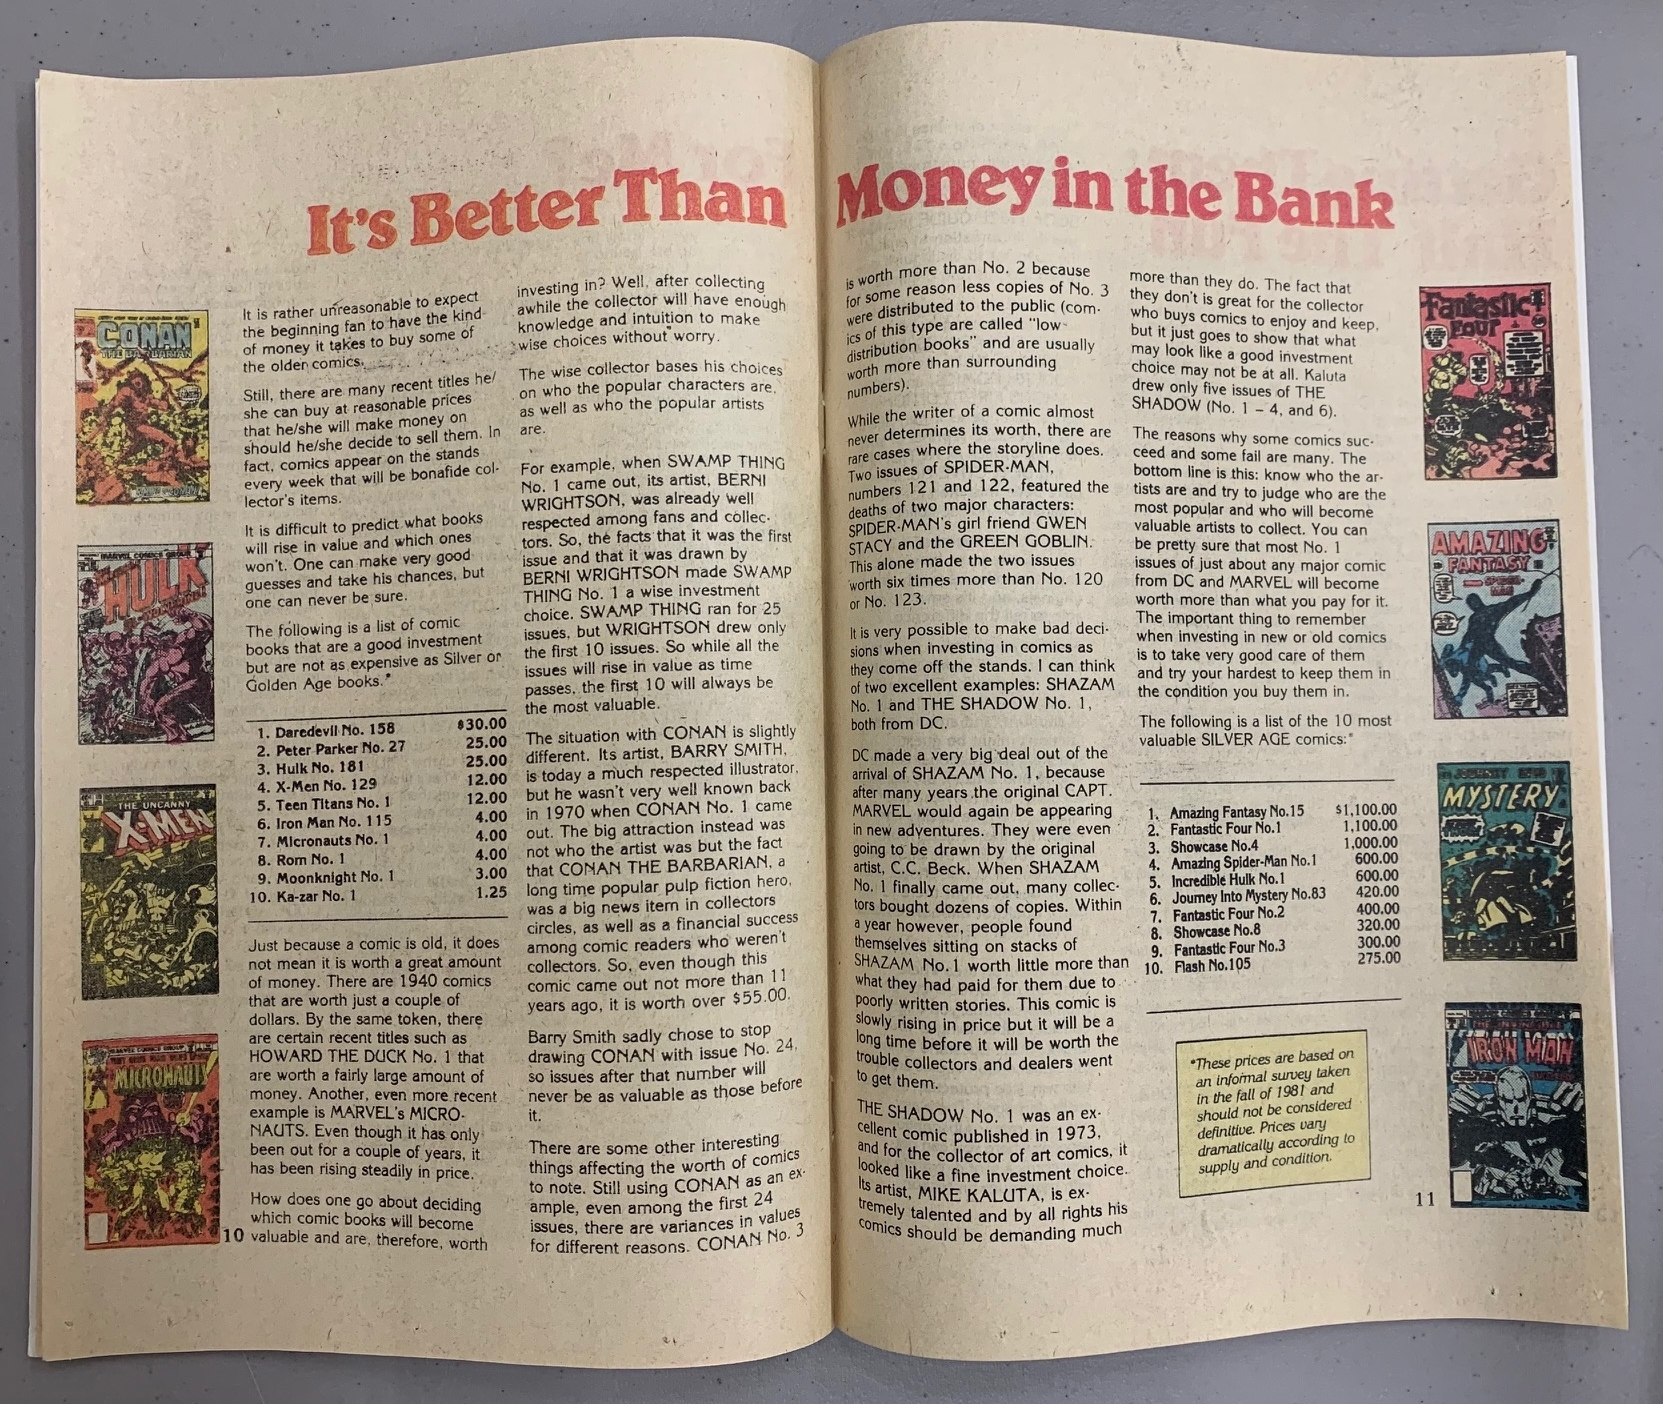 It's Better Than Money in the Bank
CONAN
THE BARBARIAN
MARVEL COMICS GROUP
HULK
THE UNCANNY
X-MEN
MARVEL COMICS GROUP
MICRONAUTS
It is rather unreasonable to expect
the beginning fan to have the kind
of money it takes to buy some of
the older comics.
Still, there are many recent titles he/
she can buy at reasonable prices
that he/she will make money on
should he/she decide to sell them. In
fact, comics appear on the stands
every week that will be bonafide col-
lector's items.
It is difficult to predict what books
will rise in value and which ones
won't. One can make very good
guesses and take his chances, but
one can never be sure.
The following is a list of comic
books that are a good investment
but are not as expensive as Silver or
Golden Age books.*
1. Daredevil No. 158 $30.00
2. Peter Parker No. 27 25.00
3. Hulk No. 181 25.00
4. X-Men No. 129 12.00
5. Teen Titans No. 1 12.00
6. Iron Man No. 115 4.00
7. Micronauts No. 1 4.00
8. Rom No. 1 4.00
9. Moonknight No. 1 3.00
10. Ka-zar No. 1 1.25
Just because a comic is old, it does
not mean it is worth a great amount
of money. There are 1940 comics
that are worth just a couple of
dollars. By the same token, there
are certain recent titles such as
HOWARD THE DUCK No. 1 that
are worth a fairly large amount of
money. Another, even more recent
example is MARVEL's MICRO-
NAUTS. Even though it has only
been out for a couple of years, it
has been rising steadily in price.
How does one go about deciding
which comic books will become
valuable and are, therefore, worth
10
investing in? Well, after collecting
awhile the collector will have enough
knowledge and intuition to make
wise choices without worry.
The wise collector bases his choices
on who the popular characters are,
as well as who the popular artists
are.
For example, when SWAMP THING
No. 1 came out, its artist, BERNI
WRIGHTSON, was already well
respected among fans and collec-
tors. So, the facts that it was the first
issue and that it was drawn by
BERNI WRIGHTSON made SWAMP
THING No. 1 a wise investment
choice. SWAMP THING ran for 25
issues, but WRIGHTSON drew only
the first 10 issues. So while all the
issues will rise in value as time
passes, the first 10 will always be
the most valuable.
The situation with CONAN is slightly
different. Its artist, BARRY SMITH,
is today a much respected illustrator,
but he wasn't very well known back
in 1970 when CONAN No. 1 came
out. The big attraction instead was
not who the artist was but the fact
that CONAN THE BARBARIAN, a
long time popular pulp fiction hero,
was a big news item in collectors
circles, as well as a financial success
among comic readers who weren't
collectors. So, even though this
comic came out not more than 11
years ago, it is worth over $55.00.
Barry Smith sadly chose to stop
drawing CONAN with issue No. 24,
so issues after that number will
never be as valuable as those before
it.
There are some other interesting
things affecting the worth of comics
to note. Still using CONAN as an ex-
ample, even among the first 24
issues, there are variances in values
for different reasons. CONAN No. 3
is worth more than No. 2 because
for some reason less copies of No. 3
were distributed to the public (com-
ics of this type are called "low
distribution books" and are usually
worth more than surrounding
numbers).
While the writer of a comic almost
never determines its worth, there are
rare cases where the storyline does.
Two issues of SPIDER-MAN,
numbers 121 and 122, featured the
deaths of two major characters:
SPIDER-MAN's girl friend GWEN
STACY and the GREEN GOBLIN.
This alone made the two issues
worth six times more than No. 120
or No. 123.
It is very possible to make bad deci-
sions when investing in comics as
they come off the stands. I can think
of two excellent examples: SHAZAM
No. 1 and THE SHADOW No. 1,
both from DC.
DC made a very big deal out of the
arrival of SHAZAM No. 1, because
after many years the original CAPT.
MARVEL would again be appearing
in new adventures. They were even
going to be drawn by the original
artist, C.C. Beck. When SHAZAM
No. 1 finally came out, many collec-
tors bought dozens of copies. Within
a year however, people found
themselves sitting on stacks of
SHAZAM No. 1 worth little more than
what they had paid for them due to
poorly written stories. This comic is
slowly rising in price but it will be a
long time before it will be worth the
trouble collectors and dealers went
to get them.
THE SHADOW No. 1 was an ex-
cellent comic published in 1973,
and for the collector of art comics, it
looked like a fine investment choice.
Its artist, MIKE KALUTA, is ex-
tremely talented and by all rights his
comics should be demanding much
more than they do. The fact that
they don't is great for the collector
who buys comics to enjoy and keep,
but it just goes to show that what
may look like a good investment
choice may not be at all. Kaluta
drew only five issues of THE
SHADOW (No. 1 – 4, and 6).
The reasons why some comics suc-
ceed and some fail are many. The
bottom line is this: know who the ar-
tists are and try to judge who are the
most popular and who will become
valuable artists to collect. You can
be pretty sure that most No. 1
issues of just about any major comic
from DC and MARVEL will become
worth more than what you pay for it.
The important thing to remember
when investing in new or old comics
is to take very good care of them
and try your hardest to keep them in
the condition you buy them in.
The following is a list of the 10 most
valuable SILVER AGE comics:*
1. Amazing Fantasy No.15 $1,100.00
2. Fantastic Four No.1 1,100.00
3. Showcase No.4 1,000.00
4. Amazing Spider-Man No.1 600.00
5. Incredible Hulk No.1 600.00
6. Journey Into Mystery No.83 420.00
7. Fantastic Four No.2 400.00
8. Showcase No.8 320.00
9. Fantastic Four No.3 300.00
10. Flash No.105 275.00
*These prices are based on
an informal survey taken
in the fall of 1981 and
should not be considered
definitive. Prices vary
dramatically according to
supply and condition.
11
Fantastic
FOUR
AMAZING
FANTASY
JOURNEY INTO
MYSTERY
IRON MAN